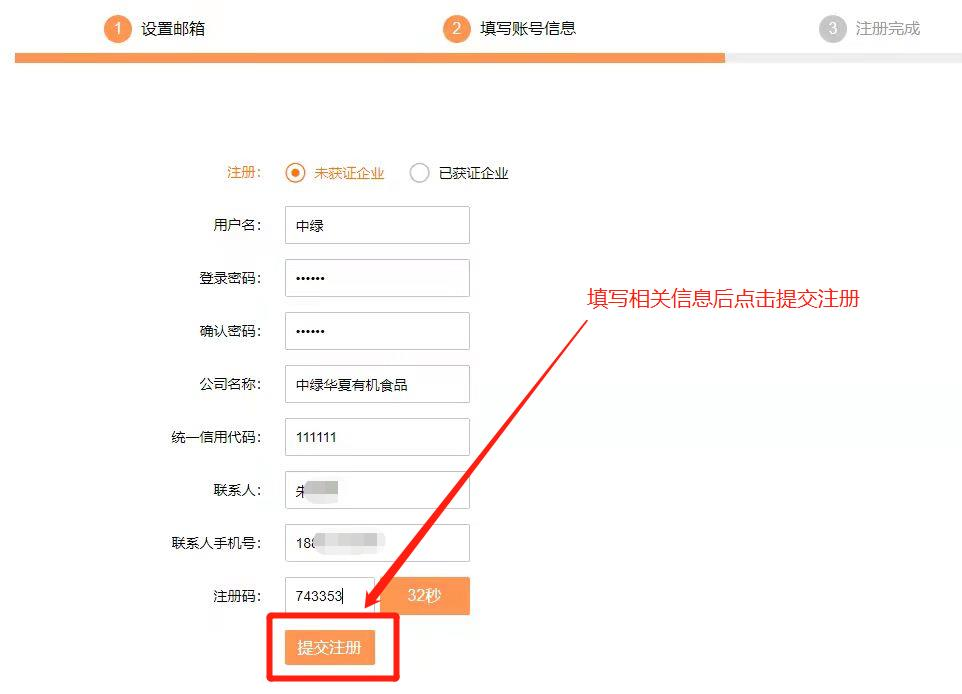 1 设置邮箱
2 填写账号信息
3 注册完成
注册： 未获证企业 已获证企业
用户名： 中绿
登录密码： ••••••
填写相关信息后点击提交注册
确认密码： ••••••
公司名称： 中绿华夏有机食品
统一信用代码： 111111
联系人： 朱
联系人手机号： 188
注册码： 743353 32秒
提交注册